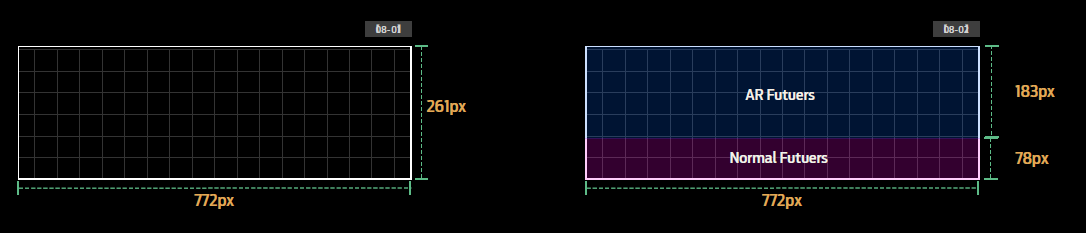 08-01
08-02
261px
AR Futuers
183px
Normal Futuers
78px
772px
772px